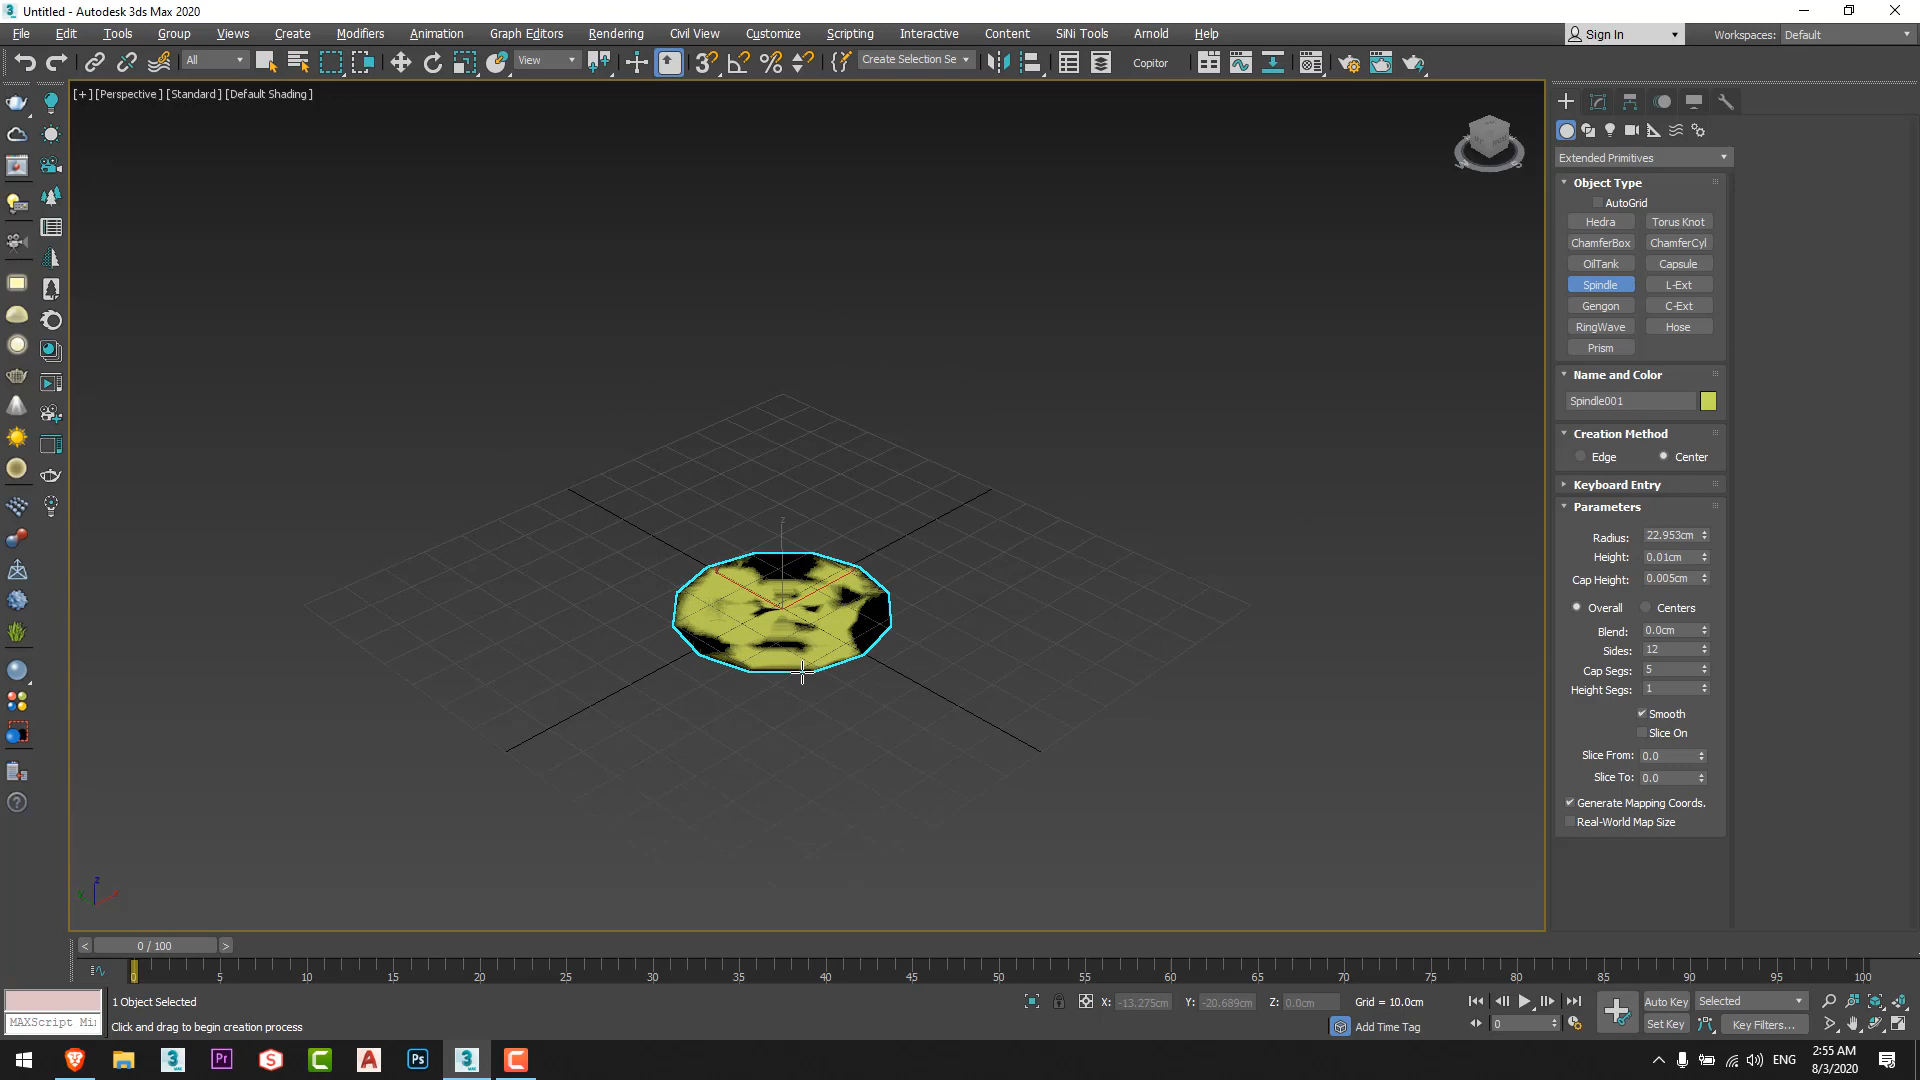 Untitled - Autodesk 3ds Max 2020
File Edit Tools Group Views Create Modifiers Animation Graph Editors Rendering Civil View Customize Scripting Interactive Content SiNi Tools Arnold Help
Sign In Workspaces: Default
All View Create Selection Se Copitor
[+] [Perspective] [Standard] [Default Shading]
Extended Primitives
Object Type
AutoGrid
Hedra Torus Knot
ChamferBox ChamferCyl
OilTank Capsule
Spindle L-Ext
Gengon C-Ext
RingWave Hose
Prism
Name and Color
Spindle001
Creation Method
Edge Center
Keyboard Entry
Parameters
Radius: 22.953cm
Height: 0.01cm
Cap Height: 0.005cm
Overall Centers
Blend: 0.0cm
Sides: 12
Cap Segs: 5
Height Segs: 1
Smooth
Slice On
Slice From: 0.0
Slice To: 0.0
Generate Mapping Coords.
Real-World Map Size
z
z
y x
< 0 / 100 >
0 5 10 15 20 25 30 35 40 45 50 55 60 65 70 75 80 85 90 95 100
1 Object Selected
X: -13.275cm Y: -20.689cm Z: 0.0cm Grid = 10.0cm
Auto Key Selected
MAXScript Mi
Click and drag to begin creation process
Add Time Tag
0
Set Key Key Filters...
ENG
2:55 AM
8/3/2020